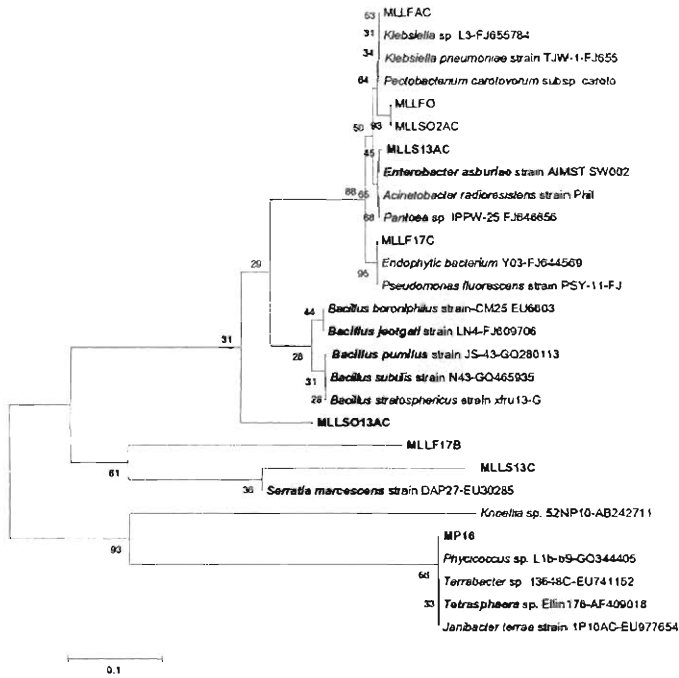 MLLFAC
63
31
Klebsiella sp. L3-FJ655784
34
Klebsiella pneumoniae strain TJW-1-FJ655
64
Pectobacterium carotovorum subsp. caroto
MLLFO
50 93
MLLSO2AC
MLLS13AC
45
Enterobacter asburiae strain AIMST SW002
88 65
Acinetobacter radioresistens strain Phil
68
Pantoea sp. IPPW-25 FJ646656
MLLF17C
Endophytic bacterium Y03-FJ644569
95
Pseudomonas fluorescens strain PSY-11-FJ
29
44
Bacillus boroniphilus strain-CM25 EU6603
Bacillus jeotgali strain LN4-FJ609706
28
Bacillus pumilus strain JS-43-GQ280113
31
31
Bacillus subtilis strain N43-GQ465935
28
Bacillus stratosphericus strain xfru13-G
MLLSO13AC
MLLF17B
61
MLLS13C
36
Serratia marcescens strain DAP27-EU30285
Knoellia sp. 52NP10-AB242711
93
MP16
Phycicoccus sp. L1b-b9-GQ344405
66
Terrabacter sp. 13648C-EU741152
33
Tetrasphaera sp. Ellin176-AF409018
Janibacter terrae strain 1P10AC-EU977654
0.1